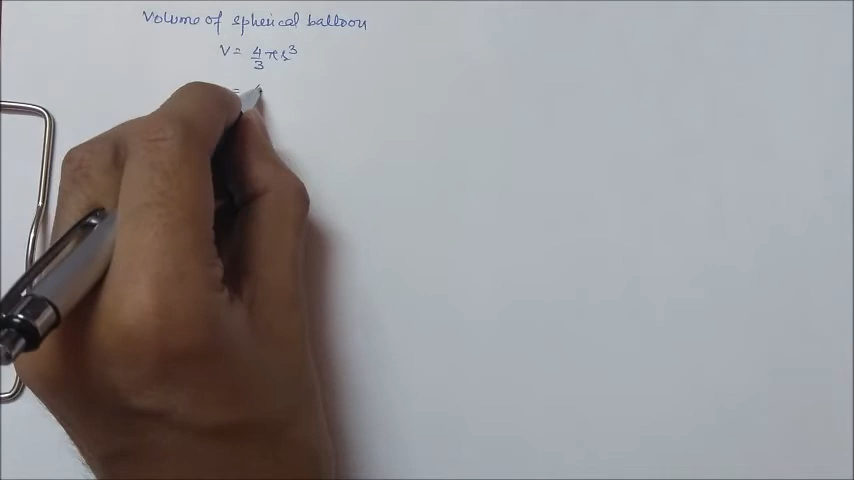 Volume of spherical balloon
V = 4/3 πr³
=